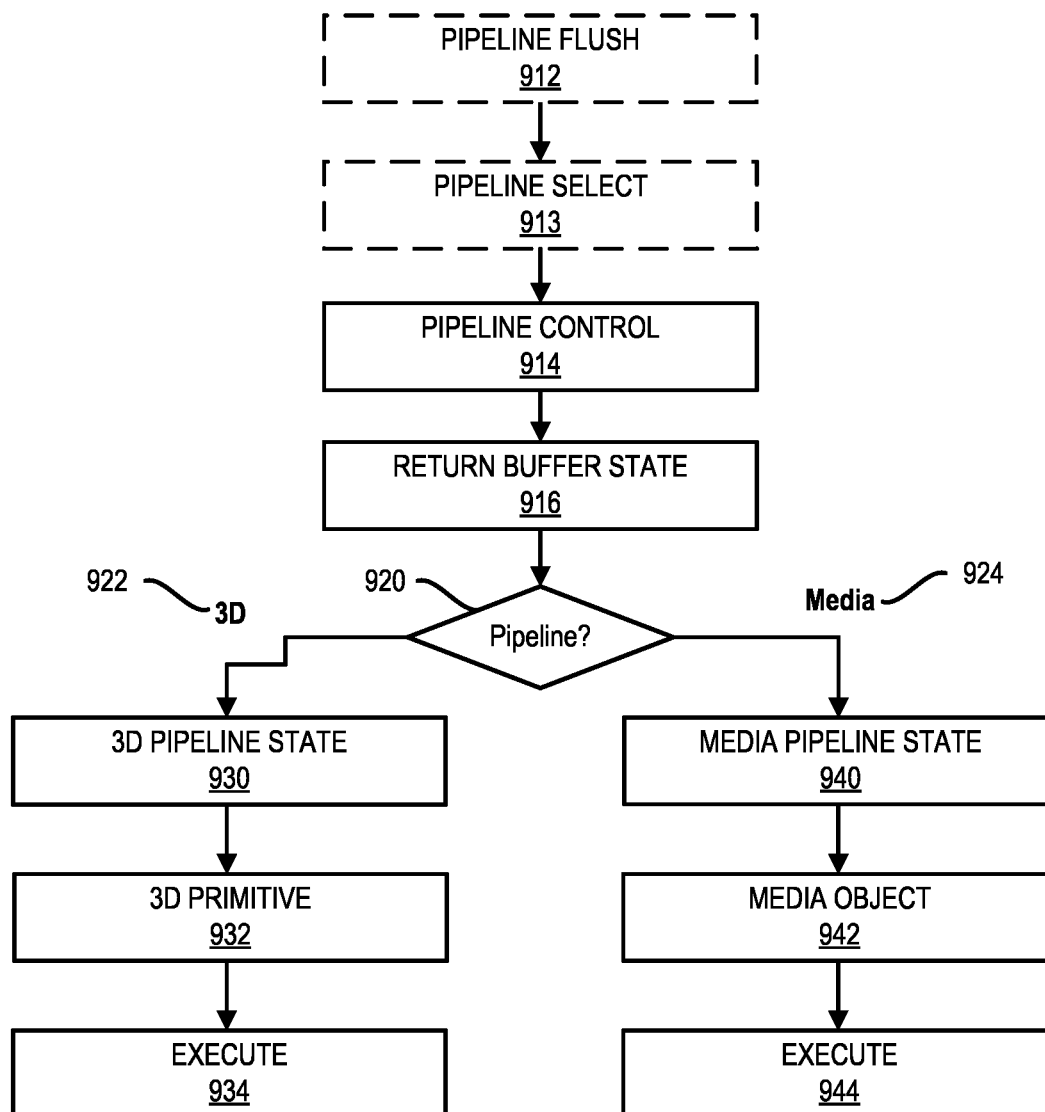 PIPELINE FLUSH
912
PIPELINE SELECT
913
PIPELINE CONTROL
914
RETURN BUFFER STATE
916
922
3D
920
Pipeline?
Media
924
3D PIPELINE STATE
930
MEDIA PIPELINE STATE
940
3D PRIMITIVE
932
MEDIA OBJECT
942
EXECUTE
934
EXECUTE
944